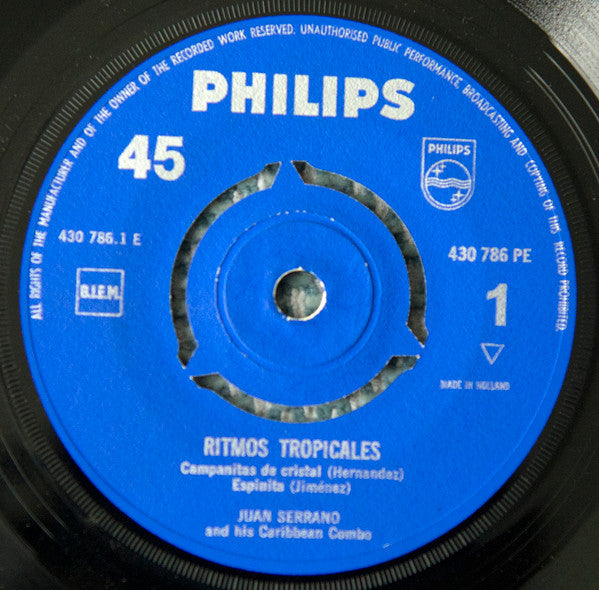 ALL RIGHTS OF THE MANUFACTURER AND OF THE OWNER OF THE RECORDED WORK RESERVED. UNAUTHORISED PUBLIC PERFORMANCE, BROADCASTING AND COPYING OF THIS RECORD PROHIBITED.
PHILIPS
45
PHILIPS
430 786.1 E
430 786 PE
B.I.E.M.
1
MADE IN HOLLAND
RITMOS TROPICALES
Campanitas de cristal (Hernandez)
Espinita (Jiménez)
JUAN SERRANO
and his Caribbean Combo